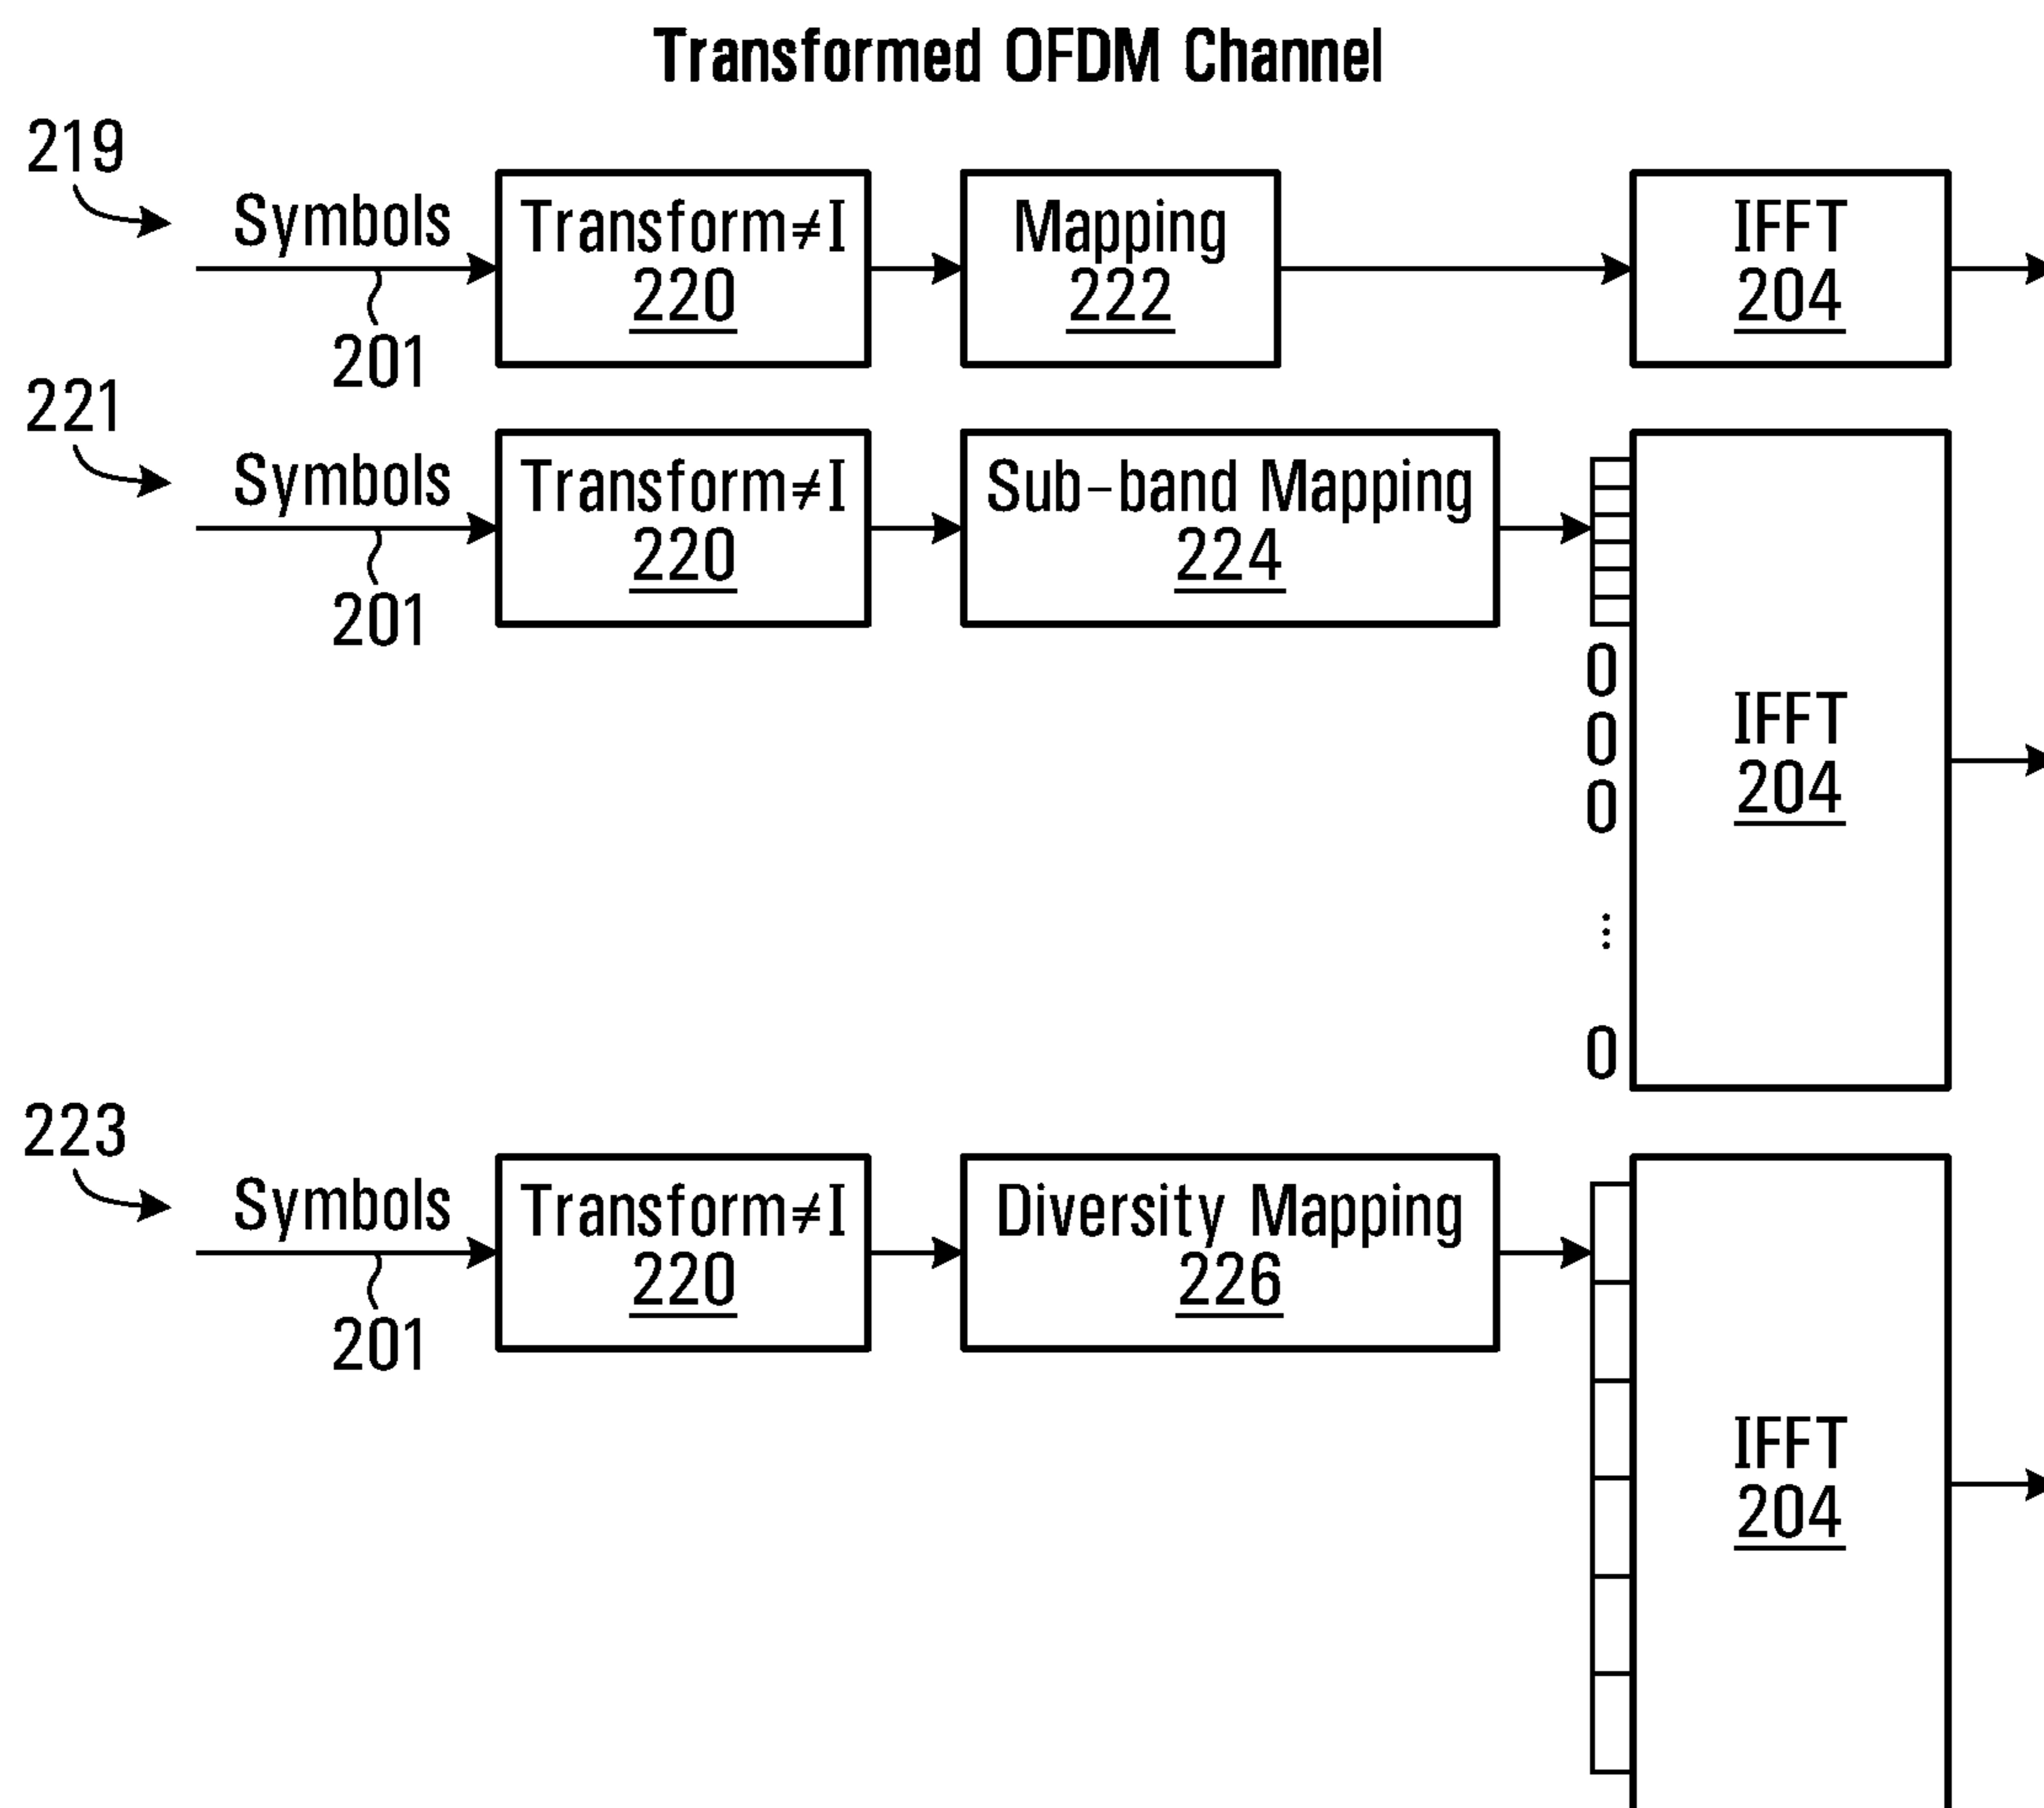 Transformed OFDM Channel
219
Symbols
201
Transform≠I
220
Mapping
222
IFFT
204
221
Symbols
201
Transform≠I
220
Sub-band Mapping
224
0
0
0
⋮
0
IFFT
204
223
Symbols
201
Transform≠I
220
Diversity Mapping
226
IFFT
204